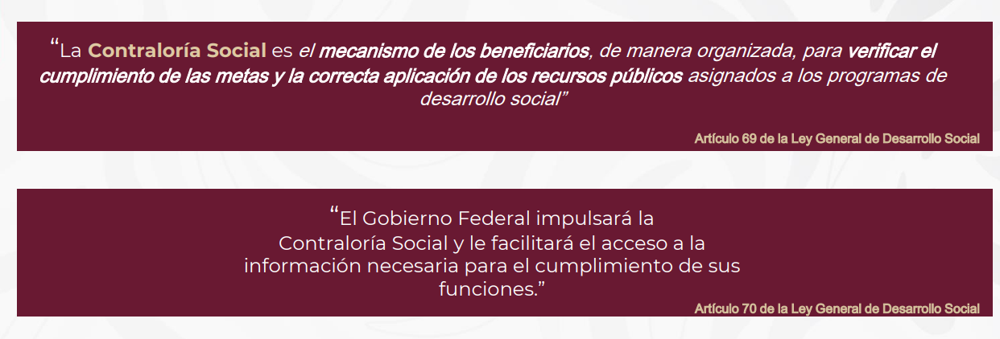 “La Contraloría Social es el mecanismo de los beneficiarios, de manera organizada, para verificar el
cumplimiento de las metas y la correcta aplicación de los recursos públicos asignados a los programas de
desarrollo social”
Artículo 69 de la Ley General de Desarrollo Social
“El Gobierno Federal impulsará la
Contraloría Social y le facilitará el acceso a la
información necesaria para el cumplimiento de sus
funciones.”
Artículo 70 de la Ley General de Desarrollo Social